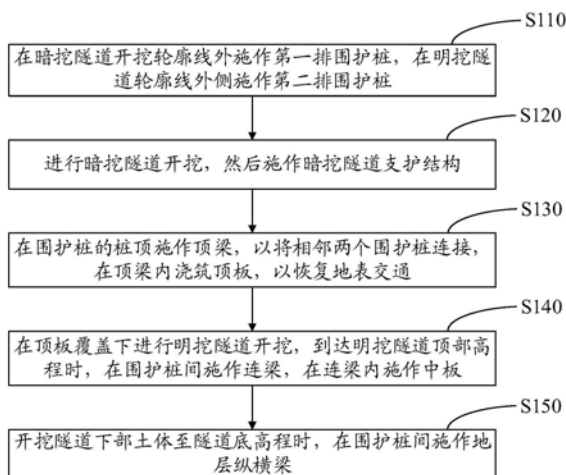 S110
在暗挖隧道开挖轮廓线外施作第一排围护桩，在明挖隧
道轮廓线外侧施作第二排围护桩
S120
进行暗挖隧道开挖，然后施作暗挖隧道支护结构
S130
在围护桩的桩顶施作顶梁，以将相邻两个围护桩连接，
在顶梁内浇筑顶板，以恢复地表交通
S140
在顶板覆盖下进行明挖隧道开挖，到达明挖隧道顶部高
程时，在围护桩间施作连梁，在连梁内施作中板
S150
开挖隧道下部土体至隧道底高程时，在围护桩间施作地
层纵横梁